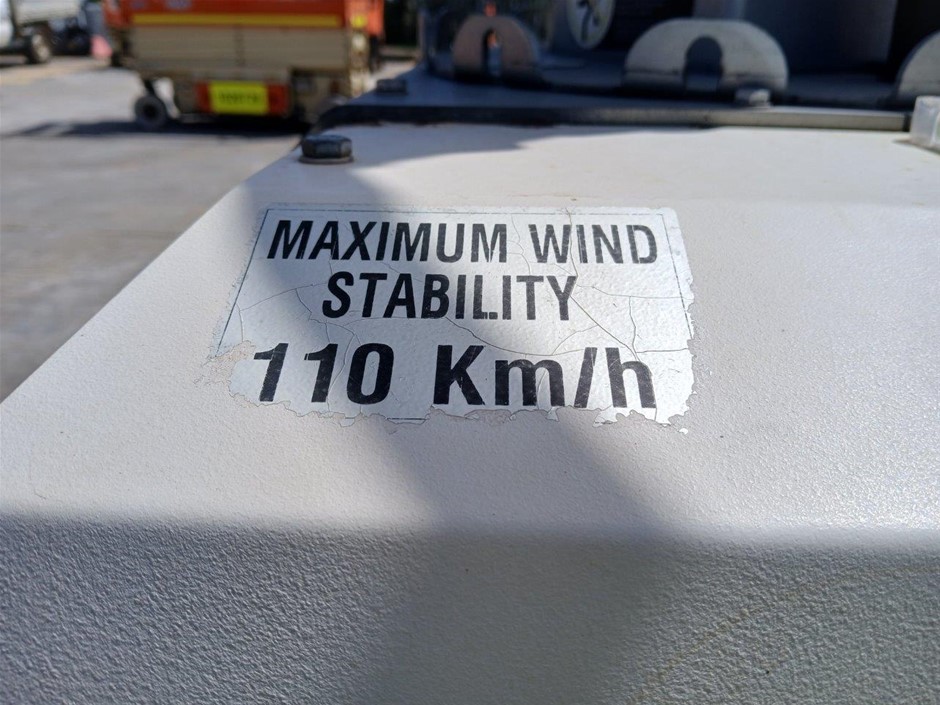 MAXIMUM WIND
STABILITY
110 Km/h